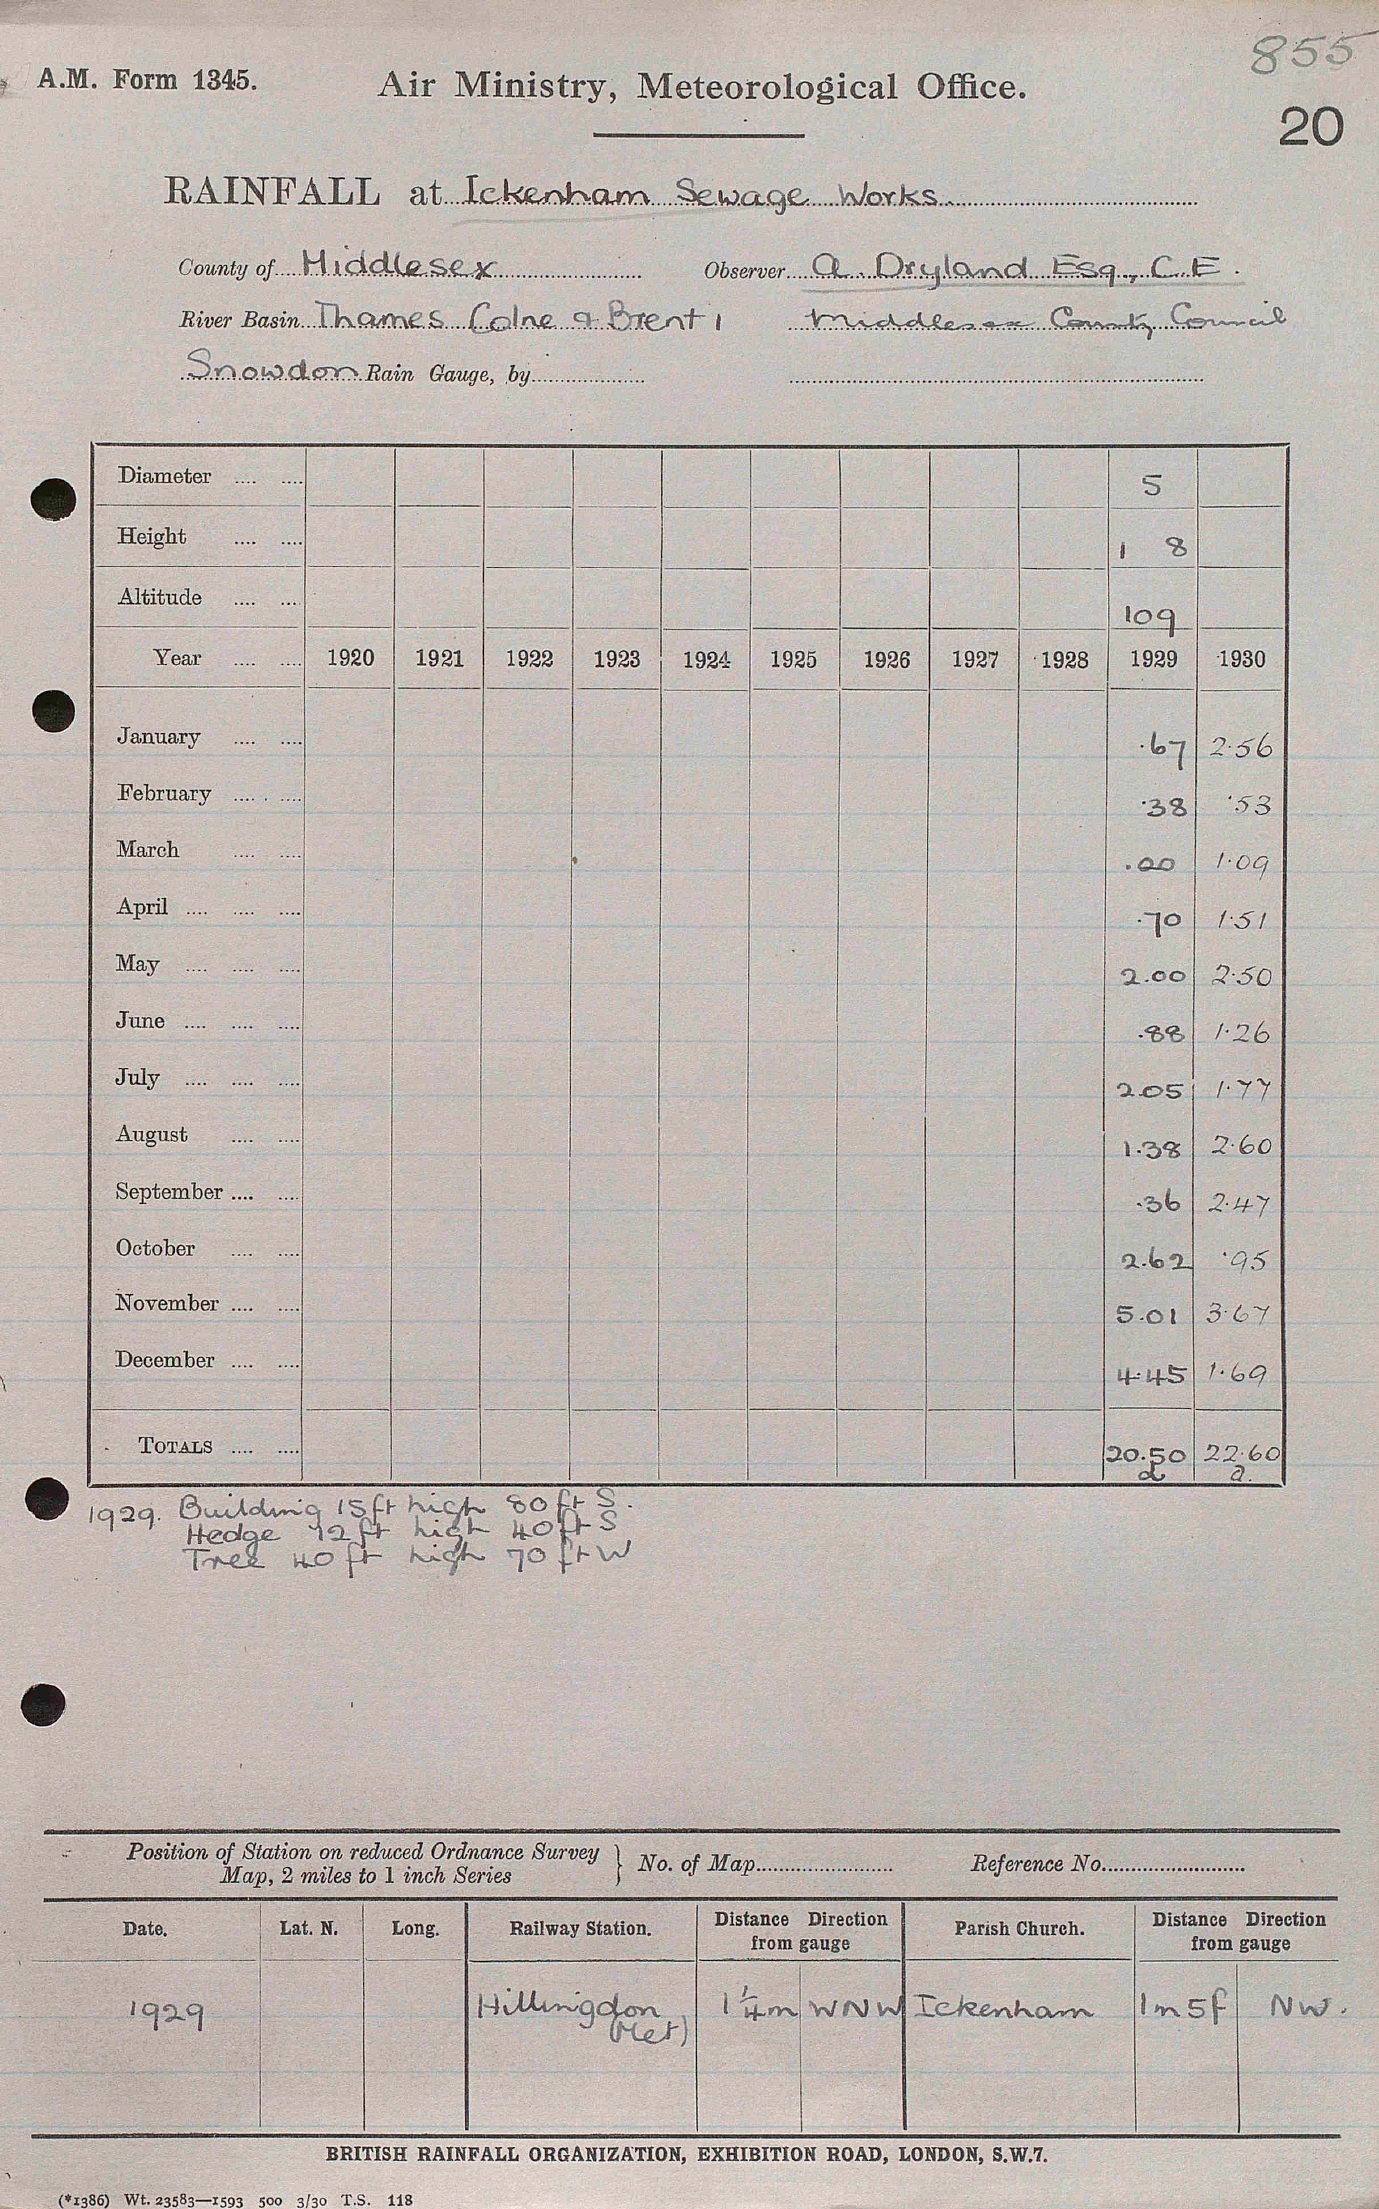 855
A.M. Form 1345. Air Ministry, Meteorological Office.
20
RAINFALL at Ickenham Sewage Works.
County of Middlesex Observer A. Dryland Esq., C.E.
River Basin Thames Colne & Brent 1 Middlesex County Council
Snowdon Rain Gauge, by
Diameter .... .... 5
Height .... .... 1 8
Altitude .... .... 109
Year .... .... 1920 1921 1922 1923 1924 1925 1926 1927 1928 1929 1930
January .... .... .67 2.56
February .... .... .38 .53
March .... .... .00 1.09
April .... .... .... .70 1.51
May .... .... .... 2.00 2.50
June .... .... .... .88 1.26
July .... .... .... 2.05 1.77
August .... .... 1.38 2.60
September .... .... .36 2.47
October .... .... 2.62 .95
November .... .... 5.01 3.67
December .... .... 4.45 1.69
TOTALS .... .... 20.50 22.60
d a.
1929. Building 15ft high 80ft S.
Hedge 12ft high 40ft S
Tree 40ft high 70ft W
Position of Station on reduced Ordnance Survey
Map, 2 miles to 1 inch Series } No. of Map Reference No.
Date. Lat. N. Long. Railway Station. Distance Direction from gauge Parish Church. Distance Direction from gauge
1929 Hillingdon (Met) 1 1/4m WNW Ickenham 1m 5f NW.
BRITISH RAINFALL ORGANIZATION, EXHIBITION ROAD, LONDON, S.W.7.
(*1386) Wt. 23583—1593 500 3/30 T.S. 118